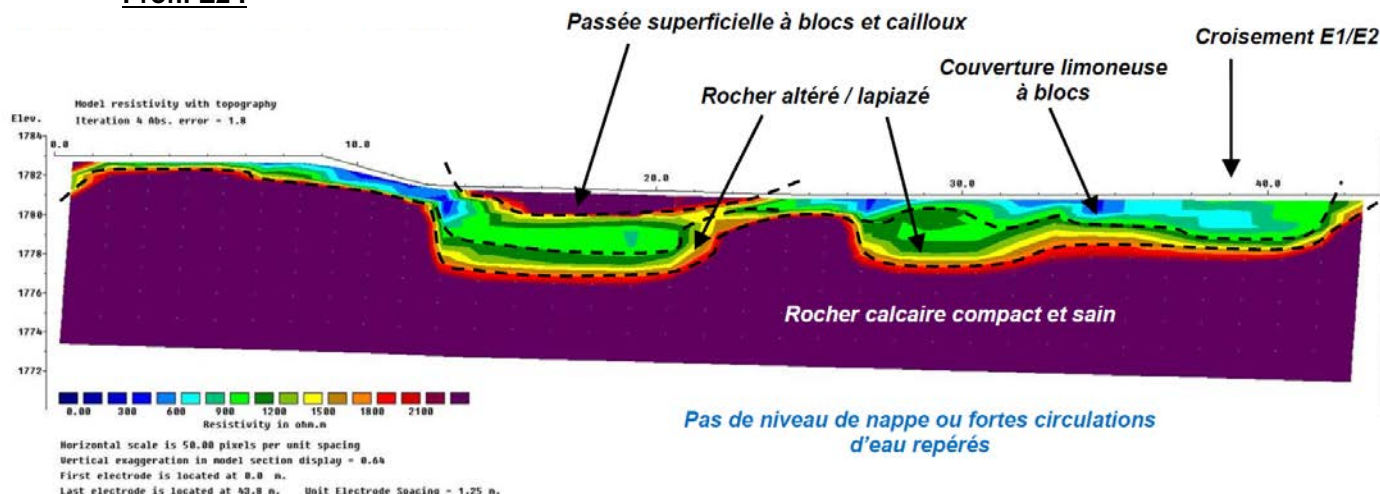 Passée superficielle à blocs et cailloux
Croisement E1/E2
Couverture limoneuse
à blocs
Rocher altéré / lapiazé
Model resistivity with topography
Iteration 4 Abs. error = 1.8
Elev.
1784
1782
1780
1778
1776
1774
1772
0.0
10.0
20.0
30.0
40.0
Rocher calcaire compact et sain
0.00 300 600 900 1200 1500 1800 2100
Resistivity in ohm.m
Pas de niveau de nappe ou fortes circulations
d'eau repérés
Horizontal scale is 50.00 pixels per unit spacing
Vertical exaggeration in model section display = 0.64
First electrode is located at 0.0 m.
Last electrode is located at 43.8 m. Unit Electrode Spacing = 1.25 m.